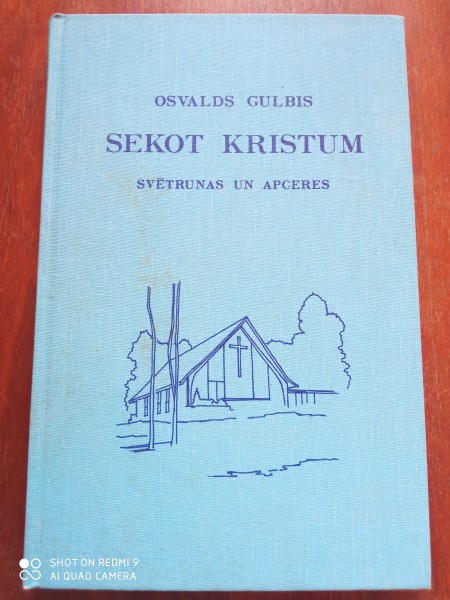 OSVALDS GULBIS
SEKOT KRISTUM
SVĒTRUNAS UN APCERES
SHOT ON REDMI 9
AI QUAD CAMERA